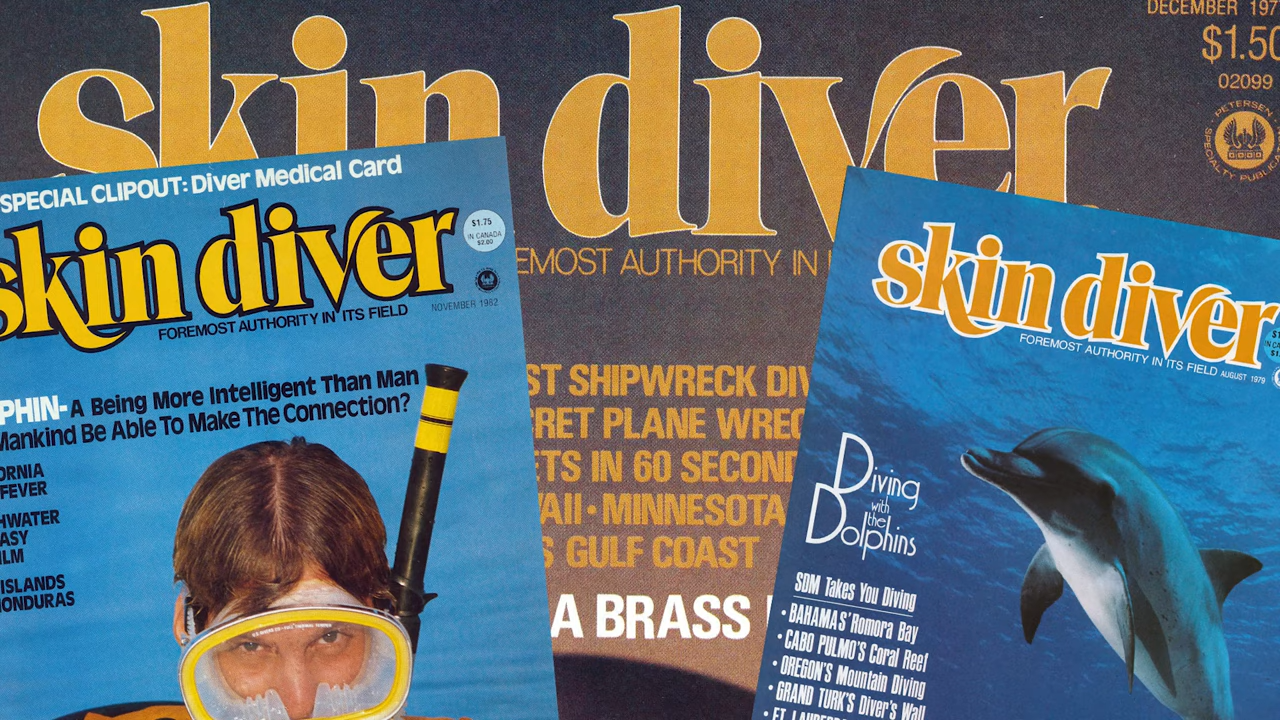 skin diver
DECEMBER 197
$1.50
02099
PETERSEN
SPECIALTY PUBLIC
EMOST AUTHORITY IN
ST SHIPWRECK DIV
CRET PLANE WREC
ETS IN 60 SECOND
AII • MINNESOTA
S GULF COAST
A BRASS
SPECIAL CLIPOUT: Diver Medical Card
skin diver
$1.75
IN CANADA
$2.00
FOREMOST AUTHORITY IN ITS FIELD
NOVEMBER 1982
PHIN-A Being More Intelligent Than Man
Mankind Be Able To Make The Connection?
ORNIA
FEVER
HWATER
ASY
ILM
ISLANDS
HONDURAS
skin diver
FOREMOST AUTHORITY IN ITS FIELD
AUGUST 1979
Diving
with
the
Dolphins
SDM Takes You Diving
• BAHAMAS' Romora Bay
• CABO PULMO'S Coral Reef
• OREGON'S Mountain Diving
• GRAND TURK'S Diver's Wall